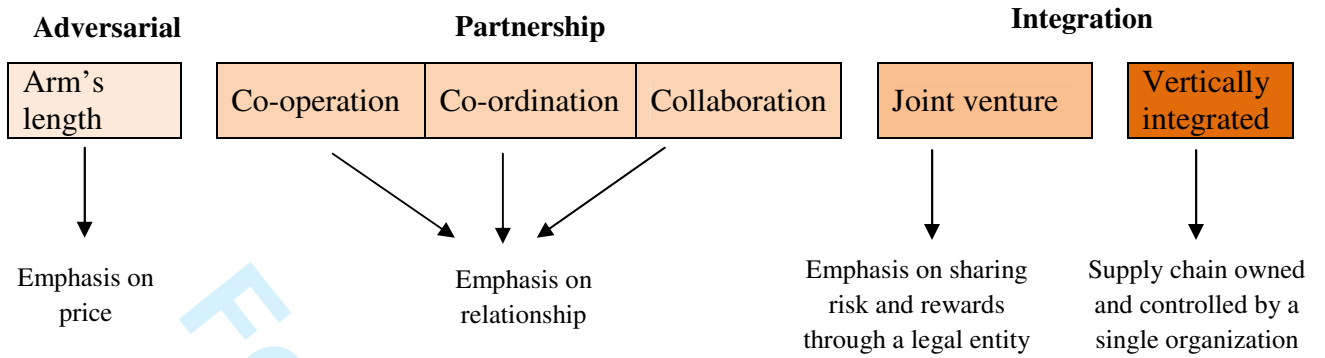 Adversarial
Partnership
Integration
Arm's
length
Co-operation
Co-ordination
Collaboration
Joint venture
Vertically
integrated
Emphasis on
price
Emphasis on
relationship
Emphasis on sharing
risk and rewards
through a legal entity
Supply chain owned
and controlled by a
single organization